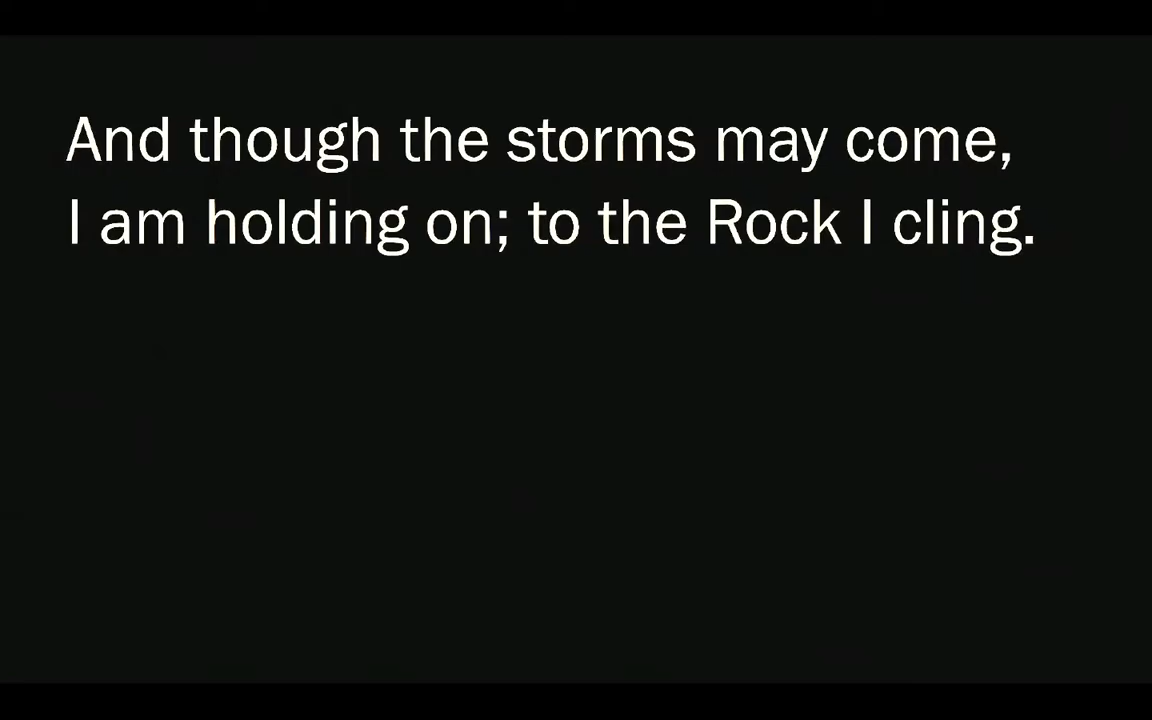 And though the storms may come,
I am holding on; to the Rock I cling.